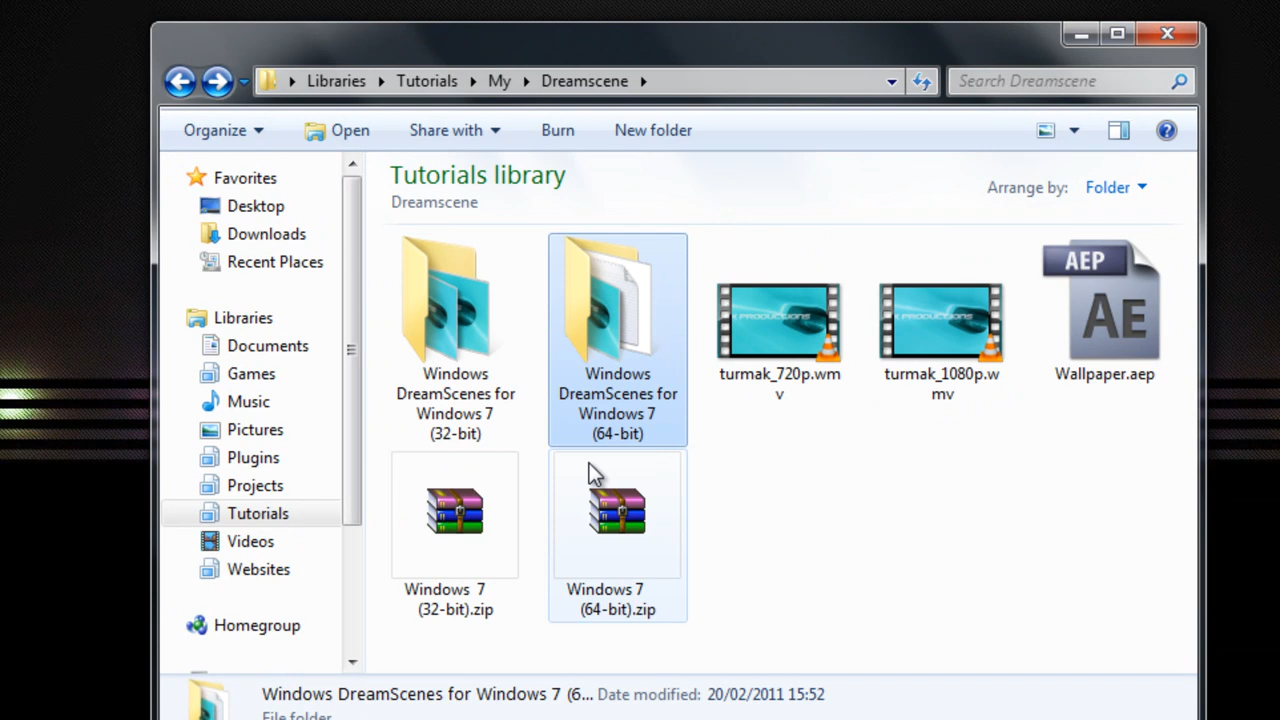 Libraries Tutorials My Dreamscene
Search Dreamscene
Organize Open Share with Burn New folder
Favorites
Desktop
Downloads
Recent Places
Libraries
Documents
Games
Music
Pictures
Plugins
Projects
Tutorials
Videos
Websites
Homegroup
Tutorials library
Dreamscene
Arrange by: Folder
Windows
DreamScenes for
Windows 7
(32-bit)
Windows
DreamScenes for
Windows 7
(64-bit)
PRODUCTIONS
turmak_720p.wm
v
PRODUCTIONS
turmak_1080p.w
mv
AEP
AE
Wallpaper.aep
Windows 7
(32-bit).zip
Windows 7
(64-bit).zip
Windows DreamScenes for Windows 7 (6... Date modified: 20/02/2011 15:52
File folder